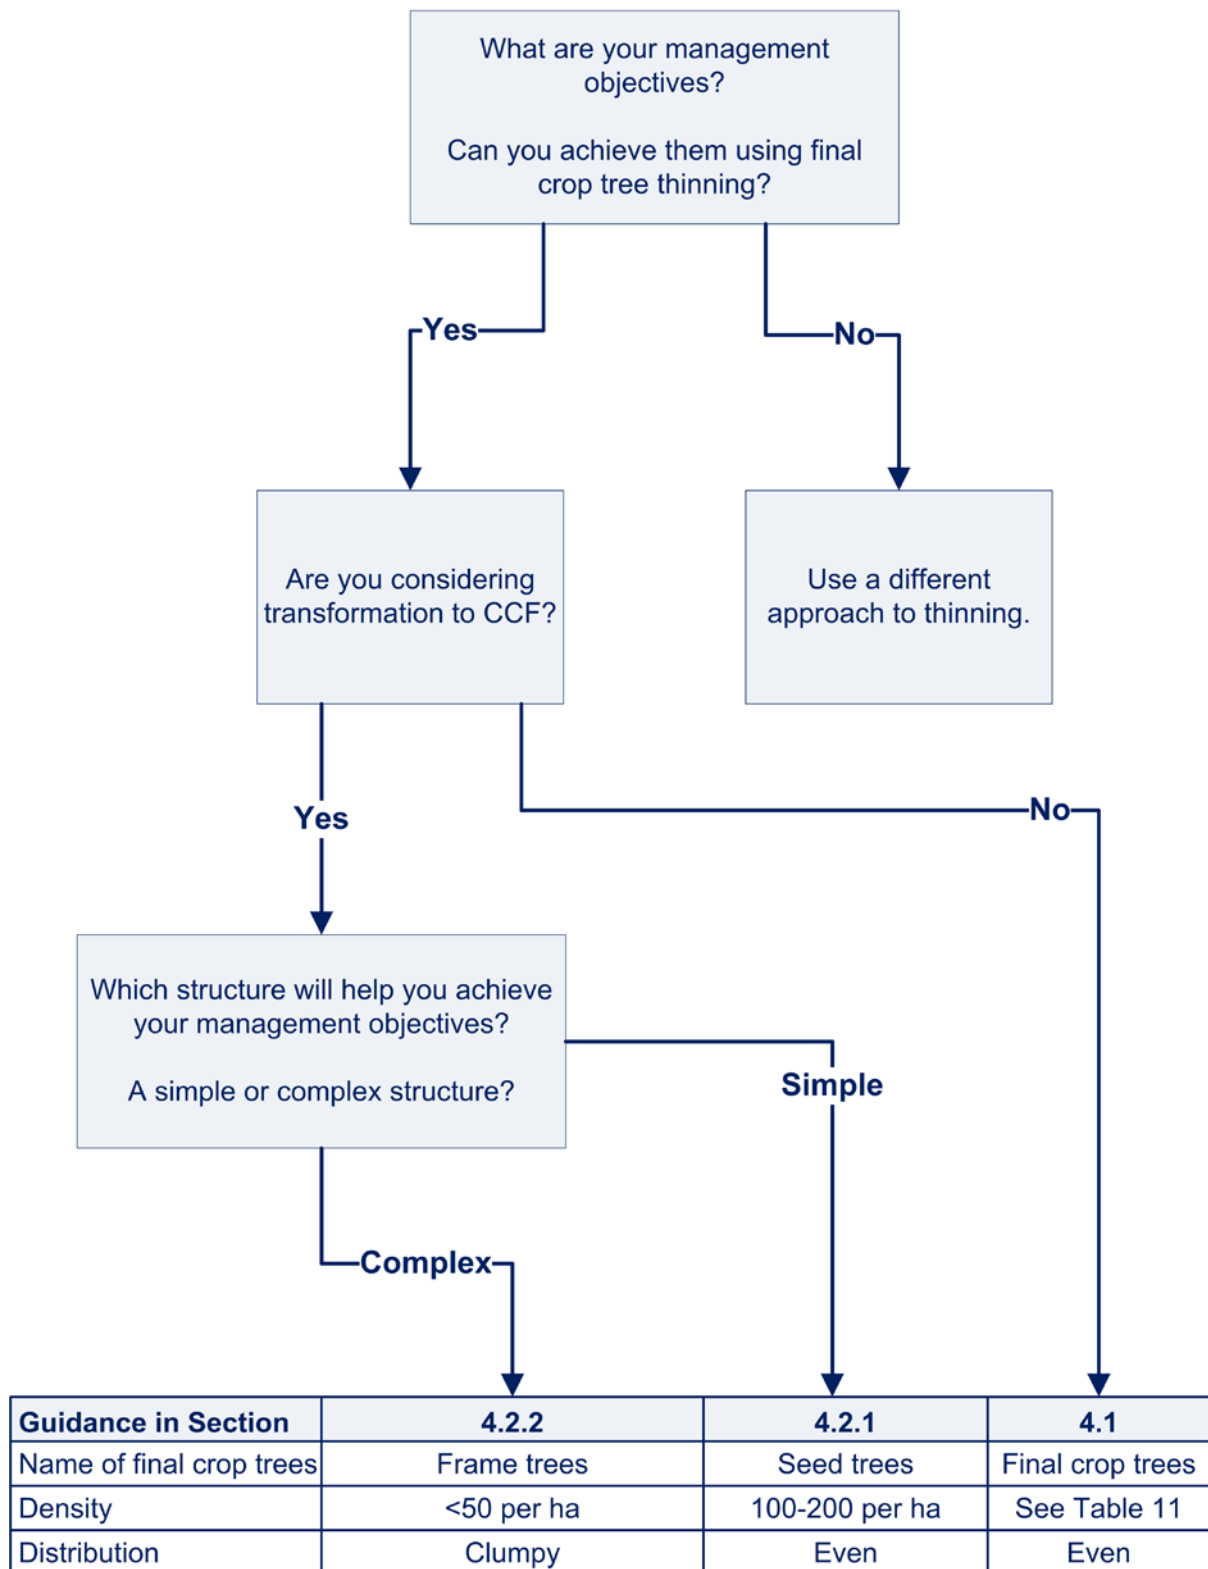 What are your management
objectives?
Can you achieve them using final
crop tree thinning?
Yes
No
Are you considering
transformation to CCF?
Use a different
approach to thinning.
Yes
No
Which structure will help you achieve
your management objectives?
A simple or complex structure?
Simple
Complex
Guidance in Section 4.2.2 4.2.1 4.1
Name of final crop trees Frame trees Seed trees Final crop trees
Density <50 per ha 100-200 per ha See Table 11
Distribution Clumpy Even Even